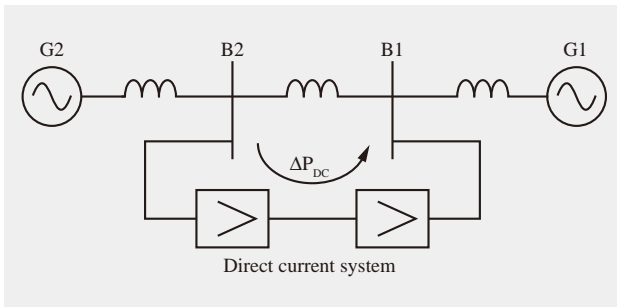 G2
B2
B1
G1
ΔP_DC
Direct current system